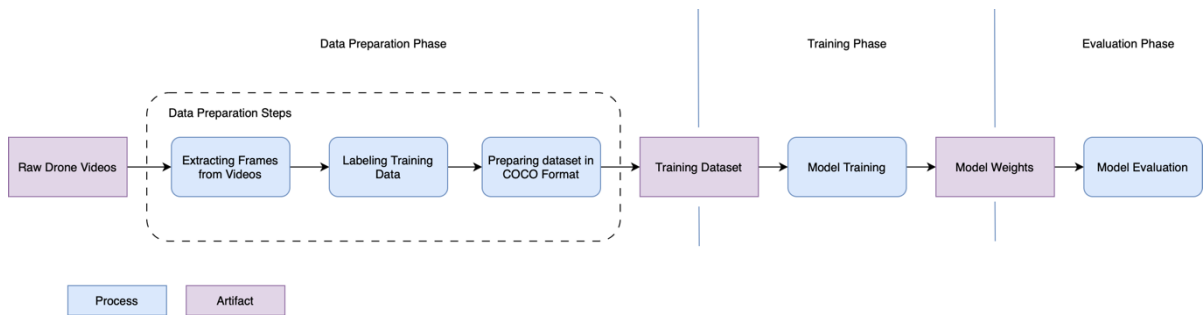 Data Preparation Phase
Training Phase
Evaluation Phase
Data Preparation Steps
Raw Drone Videos
Extracting Frames
from Videos
Labeling Training
Data
Preparing dataset in
COCO Format
Training Dataset
Model Training
Model Weights
Model Evaluation
Process
Artifact